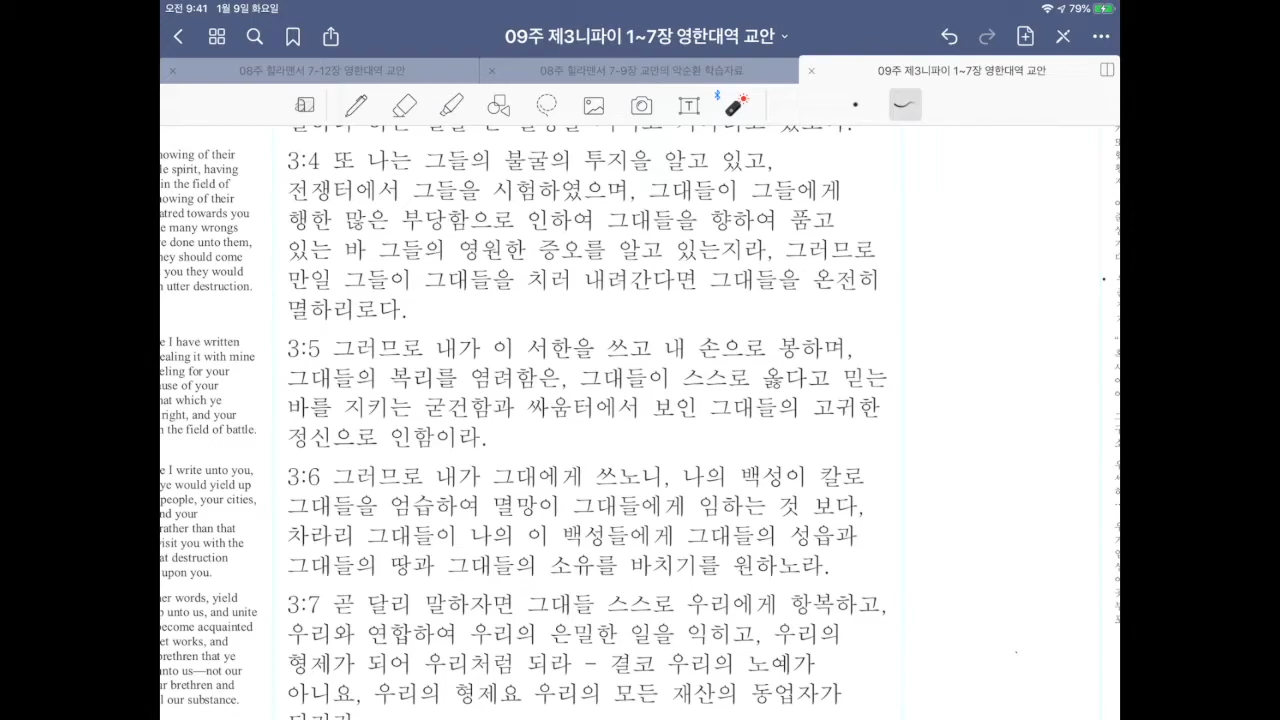 오전 9:41 1월 9일 화요일
79%
09주 제3니파이 1~7장 영한대역 교안
08주 힐라맨서 7-12장 영한대역 교안
08주 힐라맨서 7-9장 교만의 악순환 학습자료
09주 제3니파이 1~7장 영한대역 교안
nowing of their
le spirit, having
in the field of
nowing of their
atred towards you
e many wrongs
e done unto them,
hey should come
you they would
utter destruction.
e I have written
ealing it with mine
eling for your
use of your
hat which ye
right, and your
n the field of battle.
e I write unto you,
ye would yield up
people, your cities,
nd your
rather than that
visit you with the
at destruction
upon you.
er words, yield
p unto us, and unite
become acquainted
et works, and
brethren that ye
unto us—not our
ur brethren and
l our substance.
3:4 또 나는 그들의 불굴의 투지을 알고 있고,
전쟁터에서 그들을 시험하였으며, 그대들이 그들에게
행한 많은 부당함으로 인하여 그대들을 향하여 품고
있는 바 그들의 영원한 증오를 알고 있는지라, 그러므로
만일 그들이 그대들을 치러 내려간다면 그대들을 온전히
멸하리로다.
3:5 그러므로 내가 이 서한을 쓰고 내 손으로 봉하며,
그대들의 복리를 염려함은, 그대들이 스스로 옳다고 믿는
바를 지키는 굳건함과 싸움터에서 보인 그대들의 고귀한
정신으로 인함이라.
3:6 그러므로 내가 그대에게 쓰노니, 나의 백성이 칼로
그대들을 엄습하여 멸망이 그대들에게 임하는 것 보다,
차라리 그대들이 나의 이 백성들에게 그대들의 성읍과
그대들의 땅과 그대들의 소유를 바치기를 원하노라.
3:7 곧 달리 말하자면 그대들 스스로 우리에게 항복하고,
우리와 연합하여 우리의 은밀한 일을 익히고, 우리의
형제가 되어 우리처럼 되라 - 결코 우리의 노예가
아니요, 우리의 형제요 우리의 모든 재산의 동업자가